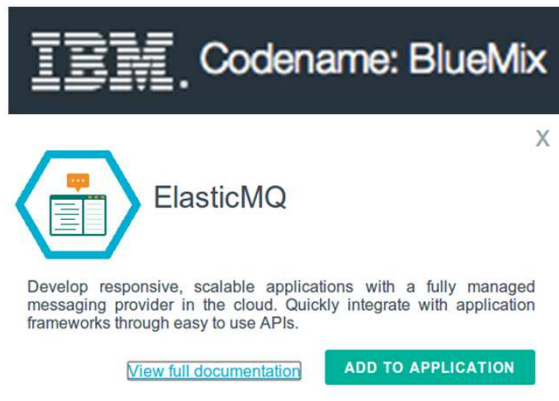 IBM. Codename: BlueMix
X
ElasticMQ
Develop responsive, scalable applications with a fully managed
messaging provider in the cloud. Quickly integrate with application
frameworks through easy to use APIs.
View full documentation
ADD TO APPLICATION